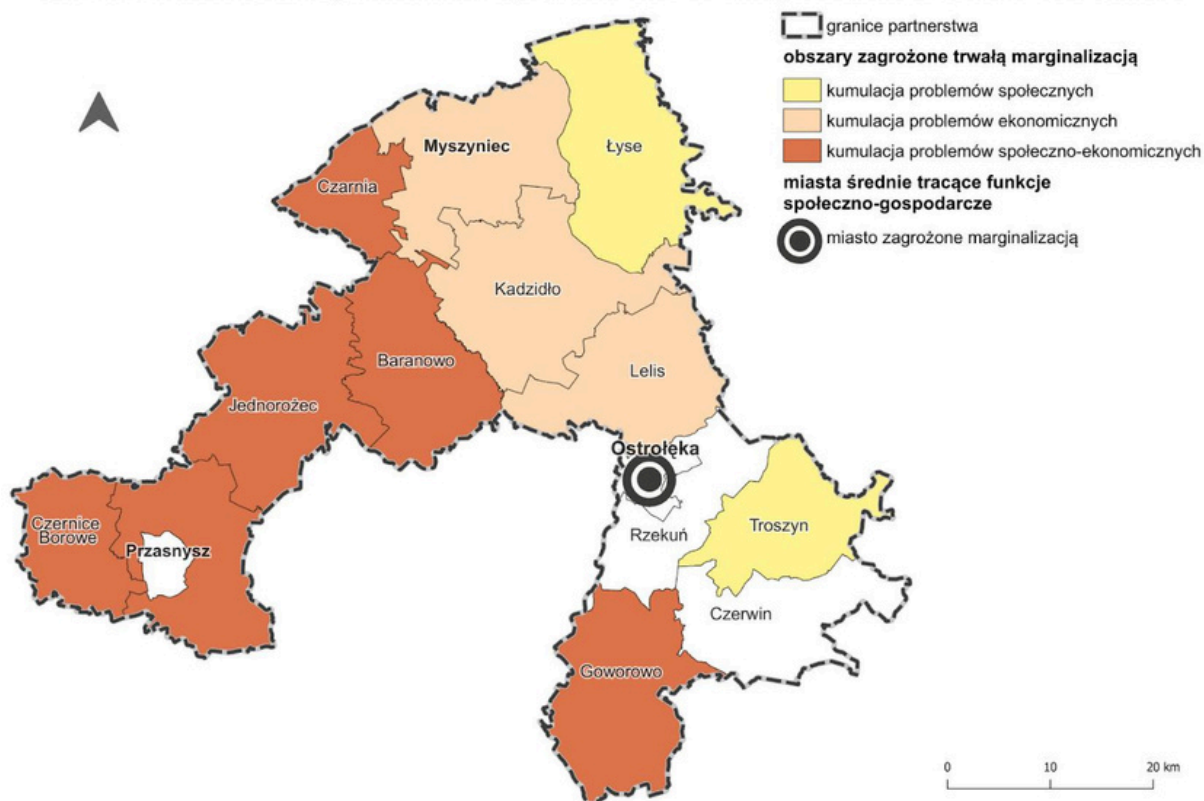 granice partnerstwa
obszary zagrożone trwałą marginalizacją
kumulacja problemów społecznych
kumulacja problemów ekonomicznych
kumulacja problemów społeczno-ekonomicznych
miasta średnie tracące funkcje
społeczno-gospodarcze
miasto zagrożone marginalizacją
Myszyniec
Łyse
Czarnia
Kadzidło
Baranowo
Lelis
Jednorożec
Ostrołęka
Czernice
Borowe
Przasnysz
Troszyn
Rzekuń
Czerwin
Goworowo
0 10 20 km